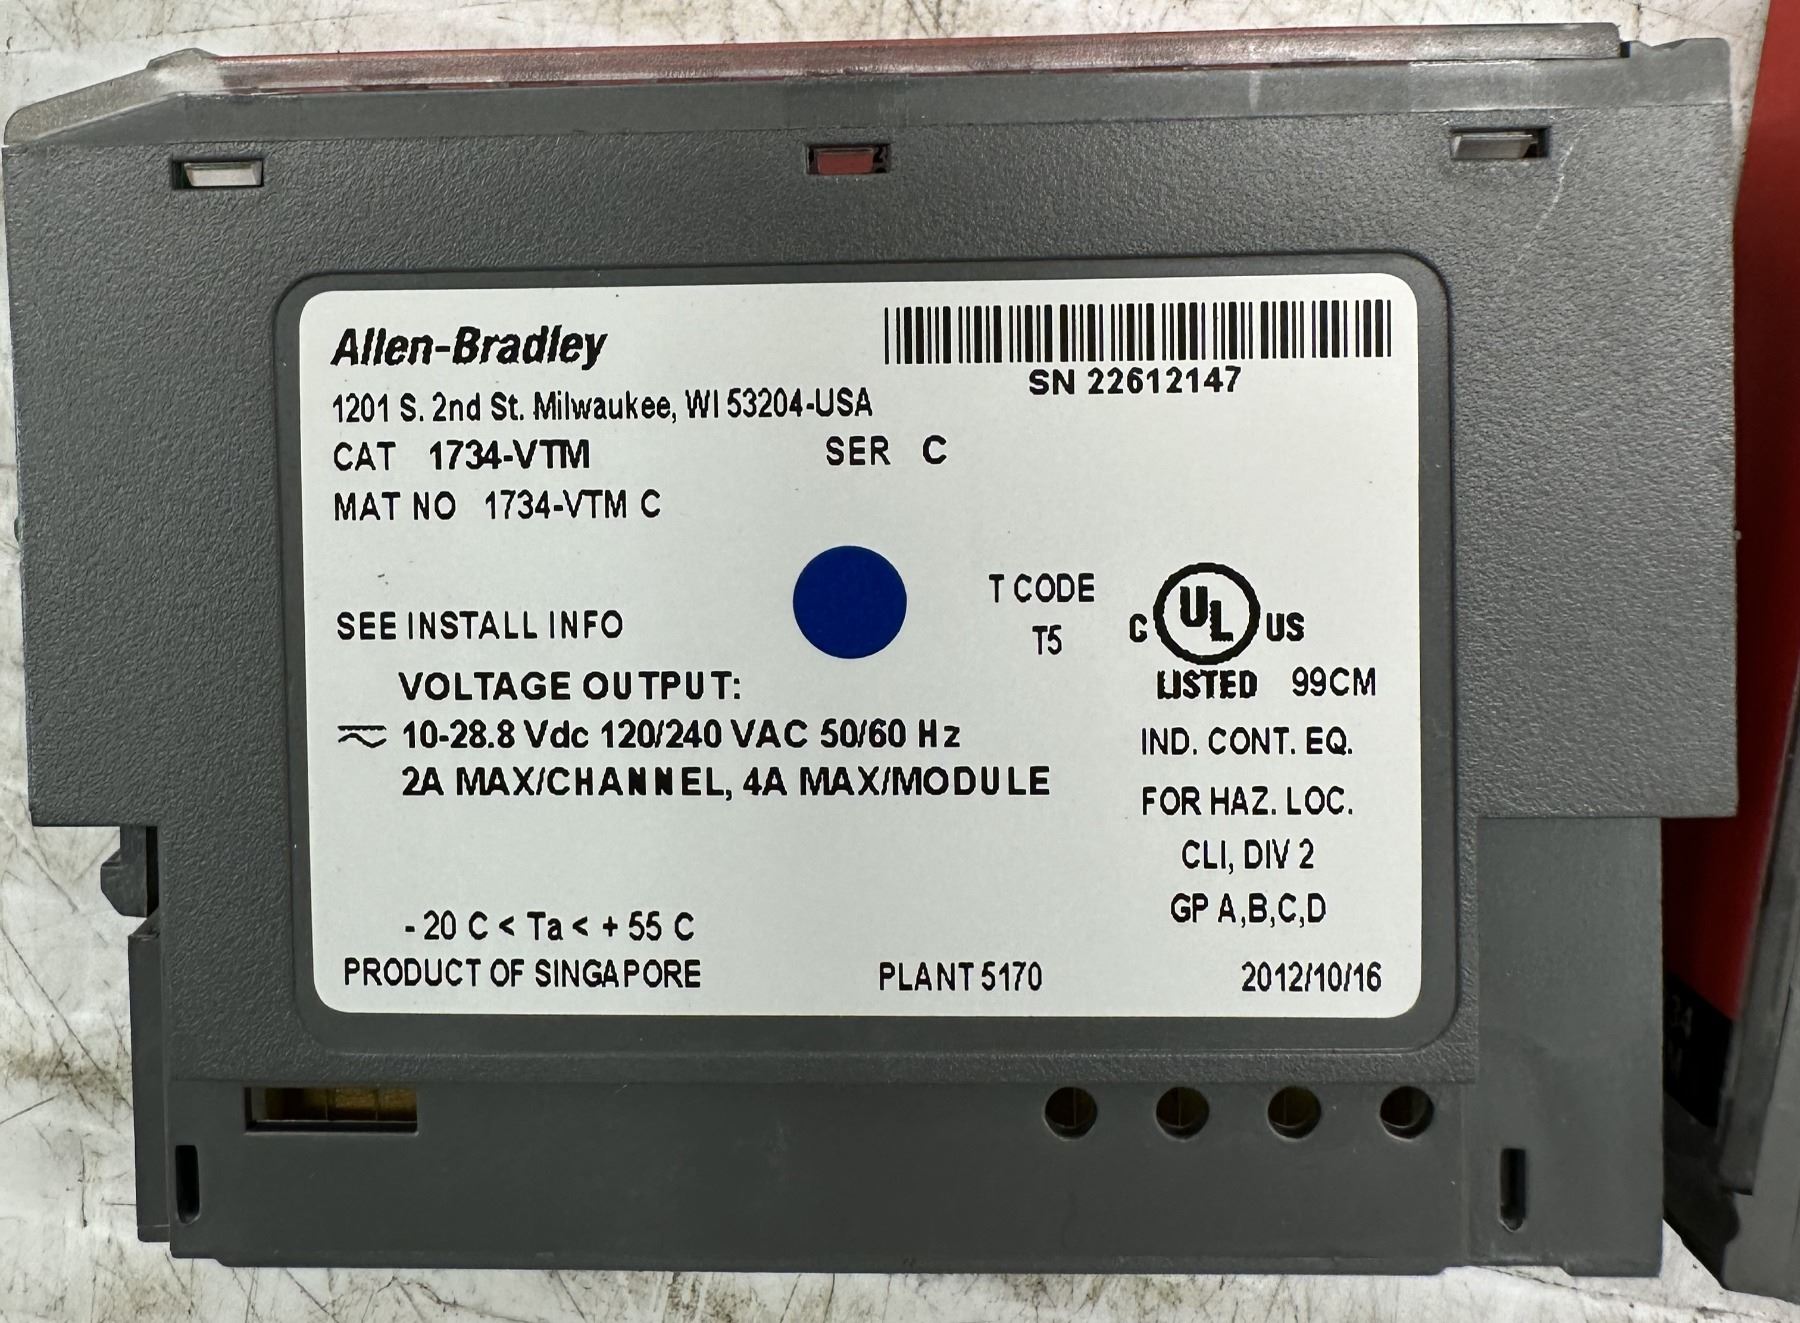 Allen-Bradley
SN 22612147
1201 S. 2nd St. Milwaukee, WI 53204-USA
CAT 1734-VTM SER C
MAT NO 1734-VTM C
SEE INSTALL INFO
T CODE
T5
C UL US
LISTED 99CM
VOLTAGE OUTPUT:
10-28.8 Vdc 120/240 VAC 50/60 Hz
2A MAX/CHANNEL, 4A MAX/MODULE
IND. CONT. EQ.
FOR HAZ. LOC.
CLI, DIV 2
GP A,B,C,D
- 20 C < Ta < + 55 C
PRODUCT OF SINGAPORE PLANT 5170 2012/10/16